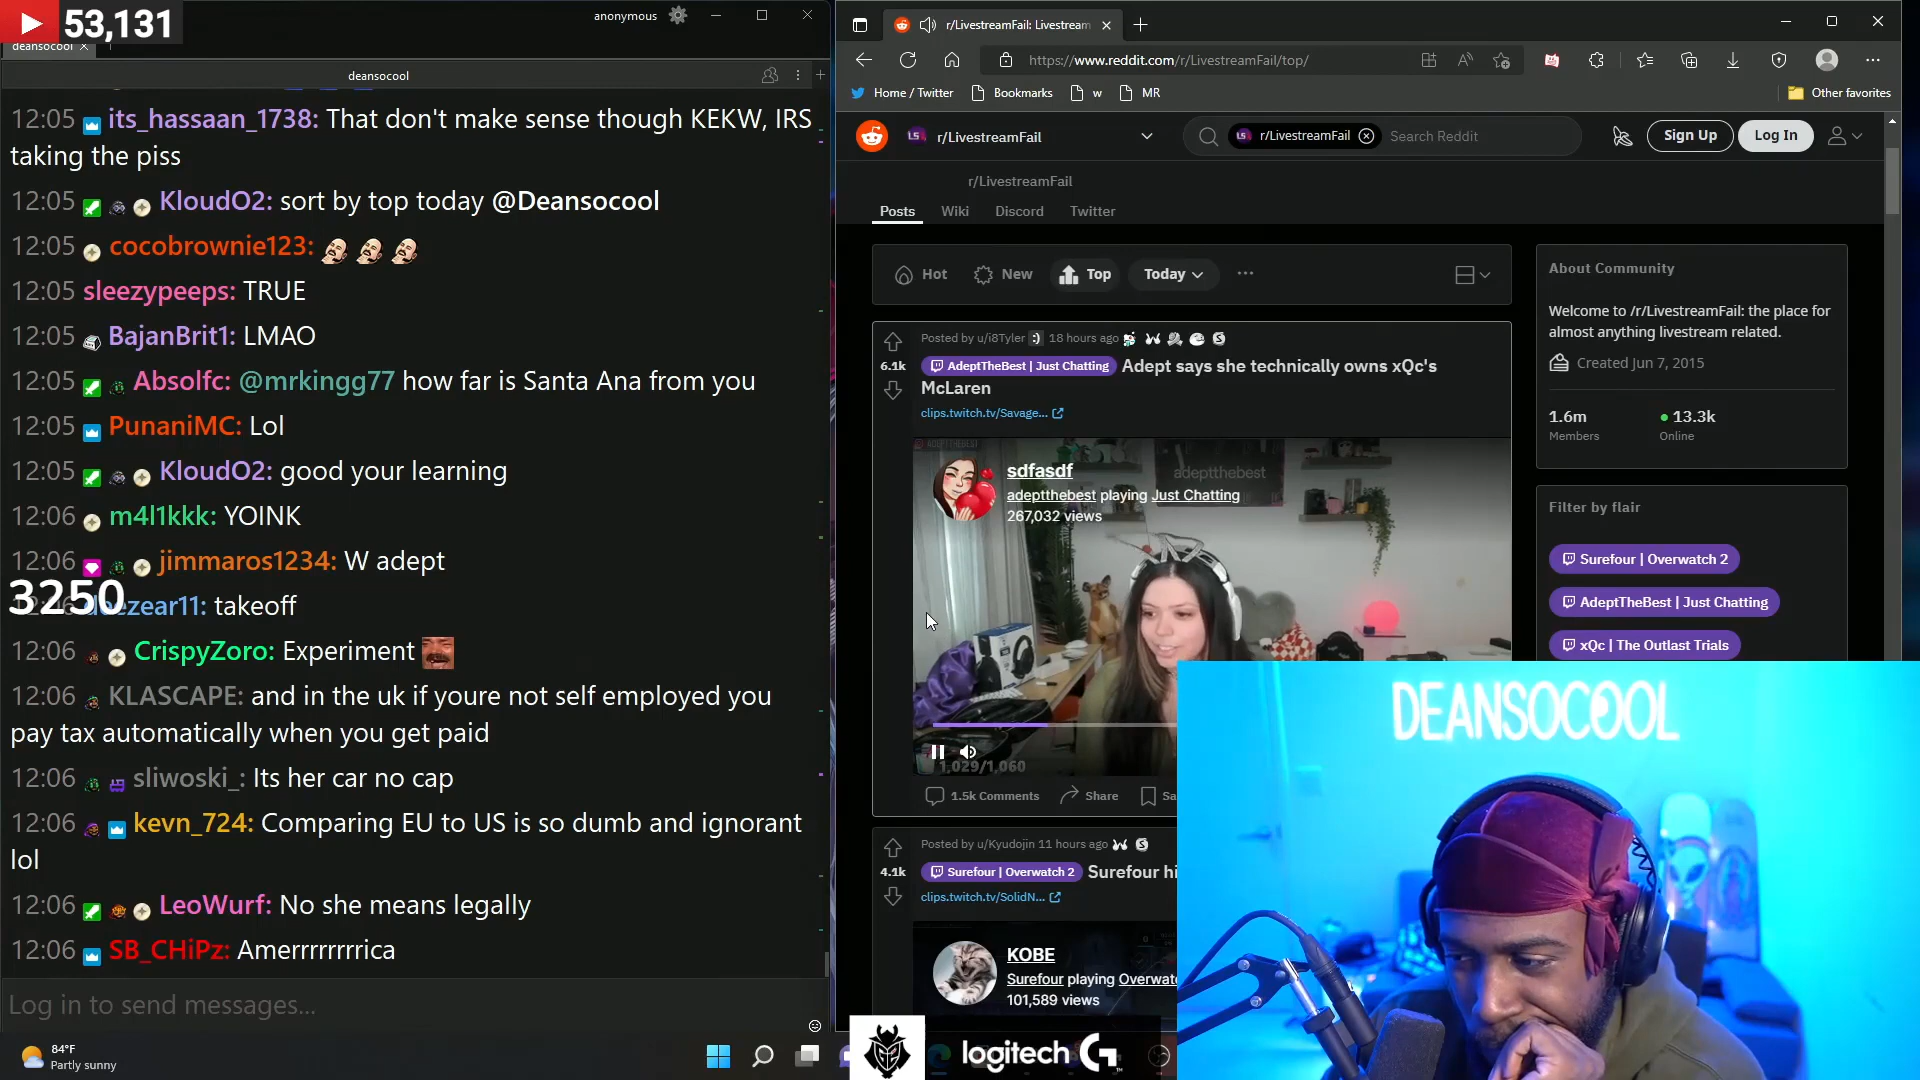 53,131
deansocool
anonymous
deansocool
12:05 its_hassaan_1738: That don't make sense though KEKW, IRS
taking the piss
12:05 KloudO2: sort by top today @Deansocool
12:05 cocobrownie123:
12:05 sleezypeeps: TRUE
12:05 BajanBrit1: LMAO
12:05 Absolfc: @mrkingg77 how far is Santa Ana from you
12:05 PunaniMC: Lol
12:05 KloudO2: good your learning
12:06 m4l1kkk: YOINK
12:06 jimmaros1234: W adept
3250
takeoff
12:06 CrispyZoro: Experiment
12:06 KLASCAPE: and in the uk if youre not self employed you
pay tax automatically when you get paid
12:06 sliwoski_: Its her car no cap
12:06 kevn_724: Comparing EU to US is so dumb and ignorant
lol
12:06 LeoWurf: No she means legally
12:06 SB_CHiPz: Amerrrrrrrrica
Log in to send messages...
84°F
Partly sunny
r/LivestreamFail: Livestream
https://www.reddit.com/r/LivestreamFail/top/
Home / Twitter Bookmarks w MR Other favorites
r/LivestreamFail r/LivestreamFail Search Reddit Sign Up Log In
r/LivestreamFail
Posts Wiki Discord Twitter
Hot New Top Today
Posted by u/i8Tyler 18 hours ago
6.1k AdeptTheBest | Just Chatting Adept says she technically owns xQc's
McLaren
clips.twitch.tv/Savage...
adeptthebest
sdfasdf
adeptthebest playing Just Chatting
267,032 views
1,029/1,060
1.5k Comments Share Sa
Posted by u/Kyudojin 11 hours ago
4.1k Surefour | Overwatch 2 Surefour hi
clips.twitch.tv/SolidN...
KOBE
Surefour playing Overwa
101,589 views
About Community
Welcome to /r/LivestreamFail: the place for
almost anything livestream related.
Created Jun 7, 2015
1.6m 13.3k
Members Online
Filter by flair
Surefour | Overwatch 2
AdeptTheBest | Just Chatting
xQc | The Outlast Trials
DEANSOCOOL
logitech G